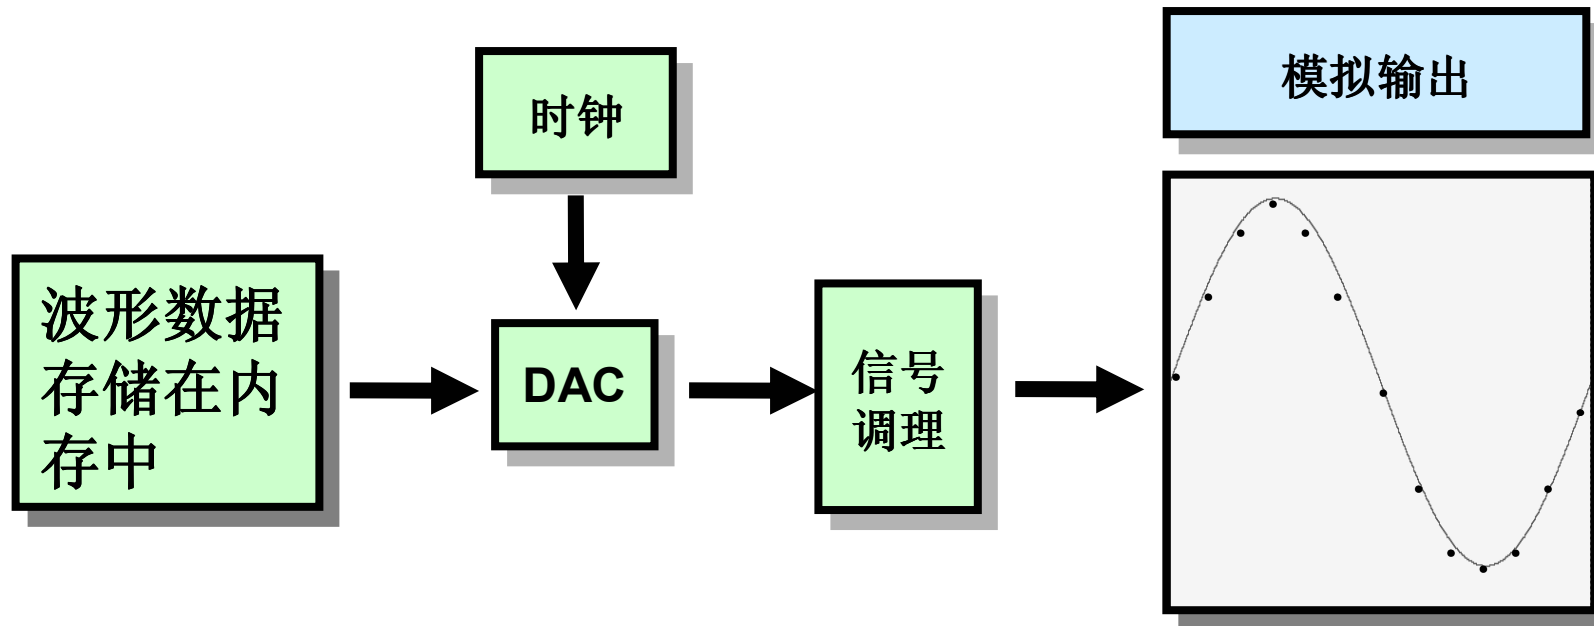 模拟输出
时钟
波形数据
存储在内
存中
DAC
信号
调理